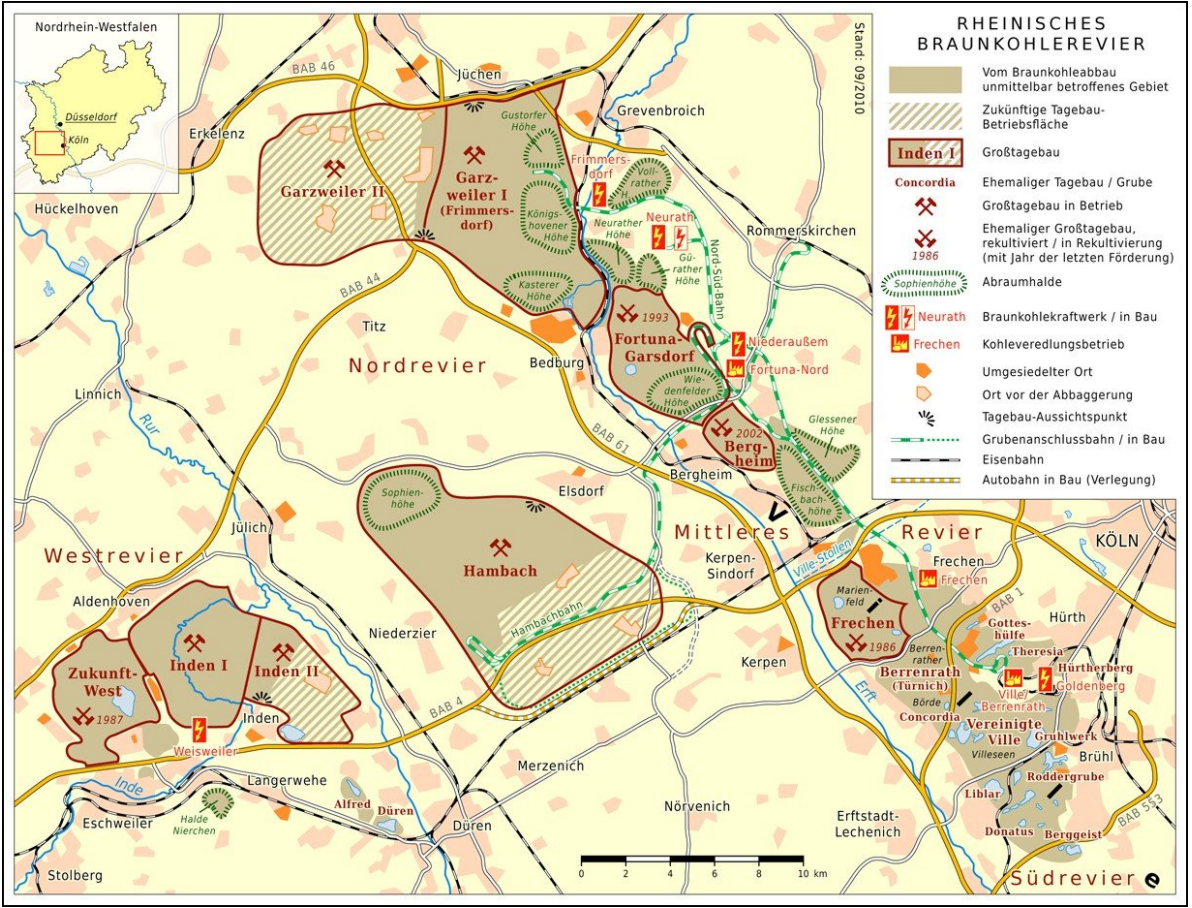 Nordrhein-Westfalen
Düsseldorf
Köln
Stand: 09/2010
RHEINISCHES
BRAUNKOHLEREVIER
Vom Braunkohleabbau
unmittelbar betroffenes Gebiet
Zukünftige Tagebau-
Betriebsfläche
Inden I
Großtagebau
Concordia
Ehemaliger Tagebau / Grube
Großtagebau in Betrieb
1986
Ehemaliger Großtagebau,
rekultiviert / in Rekultivierung
(mit Jahr der letzten Förderung)
Sophienhöhe
Abraumhalde
Neurath
Braunkohlekraftwerk / in Bau
Frechen
Kohleveredlungsbetrieb
Umgesiedelter Ort
Ort vor der Abbaggerung
Tagebau-Aussichtspunkt
Grubenanschlussbahn / in Bau
Eisenbahn
Autobahn in Bau (Verlegung)
BAB 46
Jüchen
Grevenbroich
Erkelenz
Gustorfer
Höhe
Frimmers-
dorf
Garzweiler II
Garz-
weiler I
(Frimmers-
dorf)
Voll-
rather
H.
Hückelhoven
Königs-
hovener
Höhe
Neurather
Höhe
Neurath
Rommerskirchen
Gü-
rather
Höhe
Nord-Süd-Bahn
BAB 44
Kasterer
Höhe
Titz
1993
Fortuna-
Garsdorf
Niederaußem
Fortuna-Nord
Nordrevier
Bedburg
Wie-
denfelder
Höhe
Linnich
Rur
BAB 61
2002
Berg-
heim
Glessener
Höhe
Bergheim
Fisch-
bach-
höhe
Sophien-
höhe
Elsdorf
Jülich
Mittleres
Revier
V
Westrevier
Hambach
Kerpen-
Sindorf
Ville-Stollen
KÖLN
Frechen
Frechen
Aldenhoven
Niederzier
Hambachbahn
Marien-
feld
Frechen
1986
BAB 1
Hürth
Gottes-
hülfe
Theresia
Zukunft-
West
1987
Inden I
Inden II
Inden
Kerpen
Berren-
rather
Berrenrath
(Türnich)
Börde
Hürtherberg
Goldenberg
Ville/
Berrenrath
Concordia
BAB 4
Erft
Weisweiler
Vereinigte
Ville
Gruhlwerk
Villeseen
Brühl
Inde
Langerwehe
Merzenich
Roddergrube
Liblar
Halde
Nierchen
Alfred
Düren
Nörvenich
Eschweiler
Düren
Erftstadt-
Lechenich
Donatus
Berggeist
BAB 553
Stolberg
0 2 4 6 8 10 km
Südrevier e